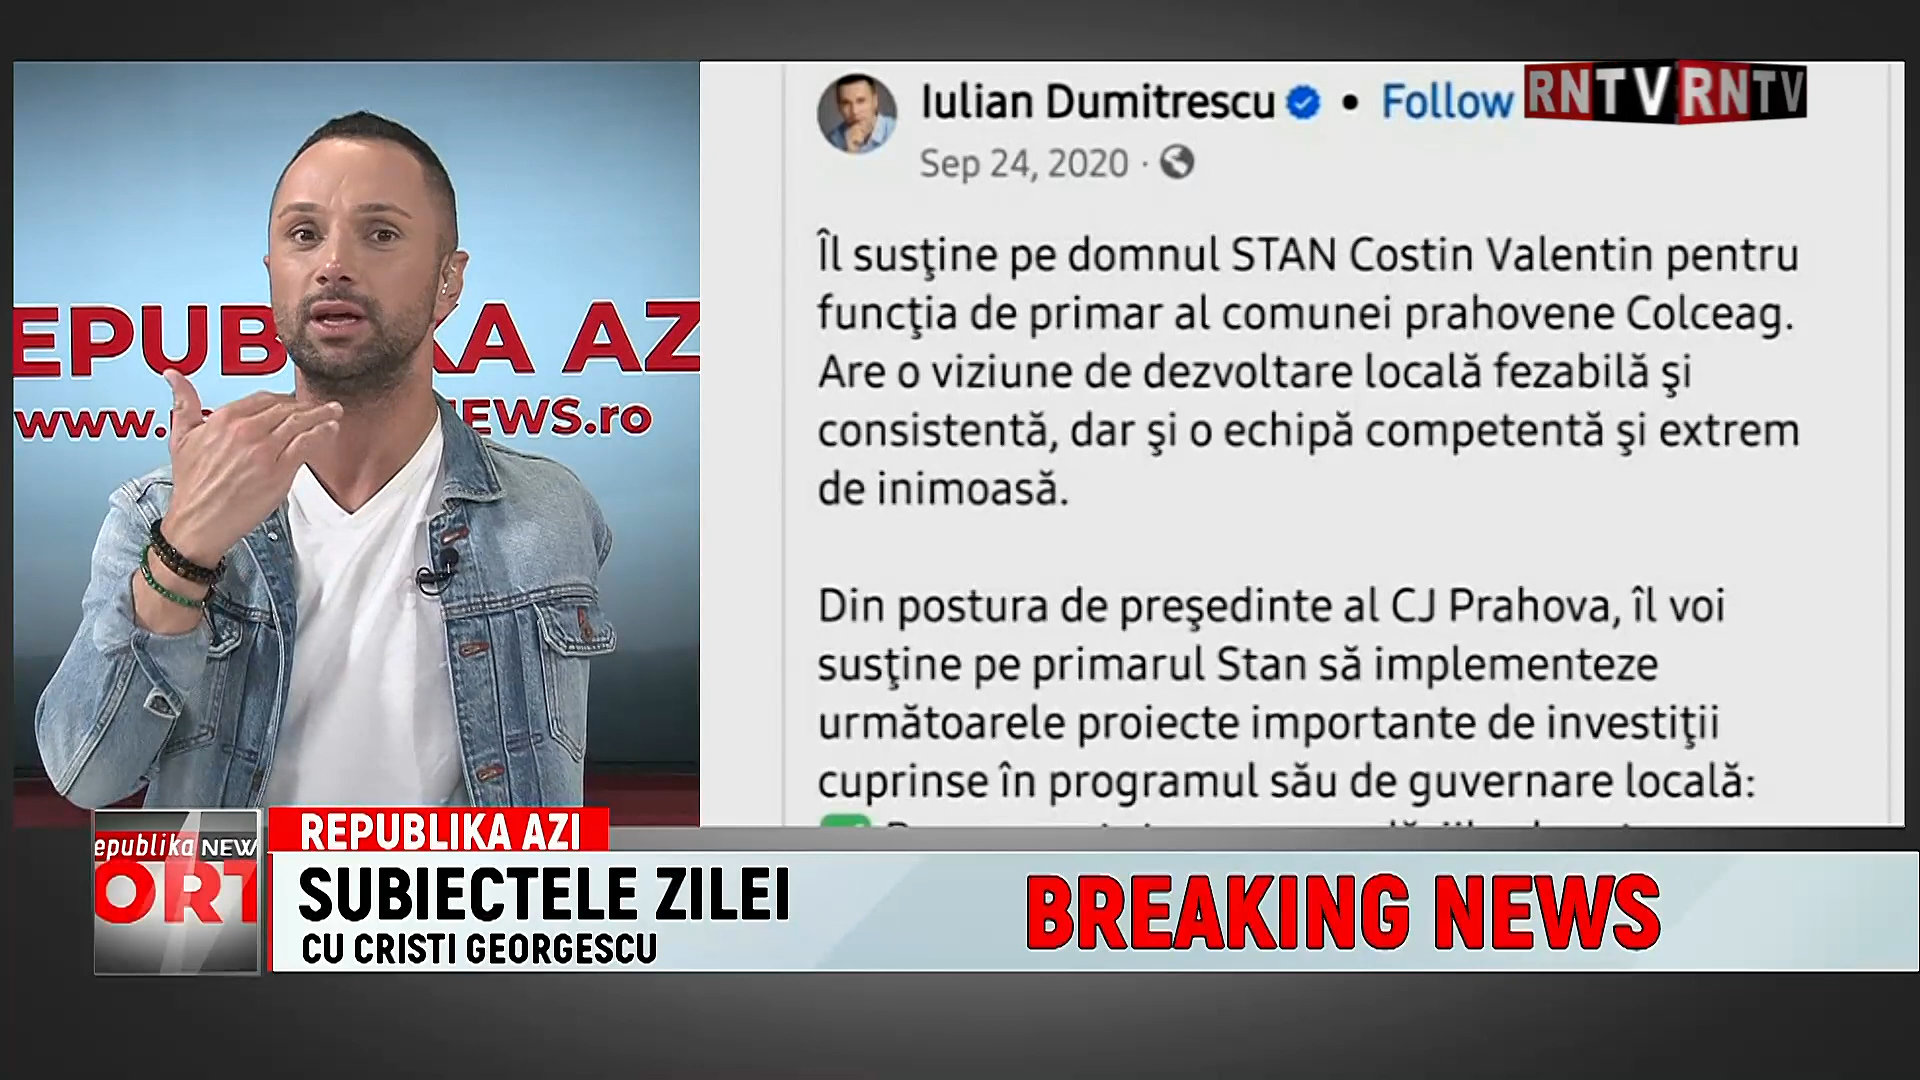 Iulian Dumitrescu • Follow
RNTVRNTV
Sep 24, 2020 ·
Îl susţine pe domnul STAN Costin Valentin pentru
funcţia de primar al comunei prahovene Colceag.
Are o viziune de dezvoltare locală fezabilă şi
consistentă, dar şi o echipă competentă şi extrem
de inimoasă.
Din postura de preşedinte al CJ Prahova, îl voi
susţine pe primarul Stan să implementeze
următoarele proiecte importante de investiţii
cuprinse în programul său de guvernare locală:
EPUB KA AZ
www. EWS.ro
epublika NEW
ORT
REPUBLIKA AZI
SUBIECTELE ZILEI
CU CRISTI GEORGESCU
BREAKING NEWS